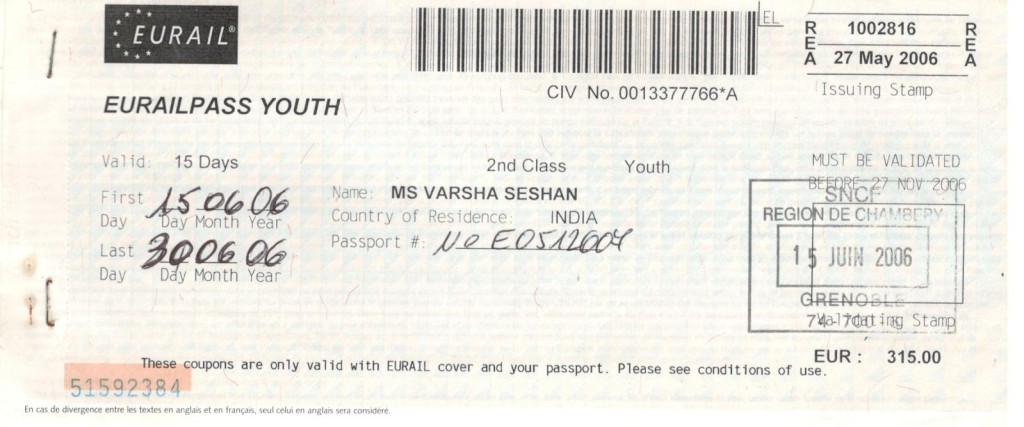 EURAIL®
EL
REA 1002816 REA
27 May 2006
Issuing Stamp
CIV No. 0013377766*A
EURAILPASS YOUTH
Valid: 15 Days 2nd Class Youth
MUST BE VALIDATED
BEFORE 27 NOV 2006
First Day 15 06 06
Day Month Year
Last Day 30 06 06
Day Month Year
Name: MS VARSHA SESHAN
Country of Residence: INDIA
Passport #:
SNCF
REGION DE CHAMBERY
15 JUIN 2006
GRENOBLE
Validating Stamp
EUR : 315.00
These coupons are only valid with EURAIL cover and your passport. Please see conditions of use.
51592384
En cas de divergence entre les textes en anglais et en français, seul celui en anglais sera considéré.